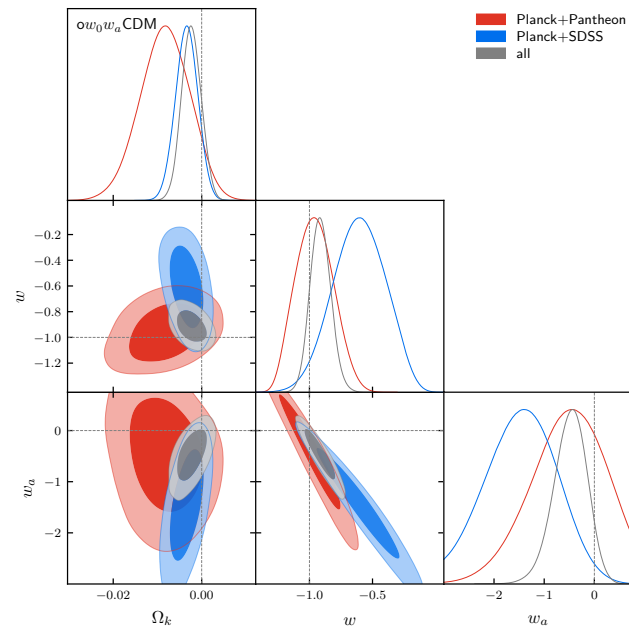 ow₀wₐCDM
Planck+Pantheon
Planck+SDSS
all
w
−0.2
−0.4
−0.6
−0.8
−1.0
−1.2
wₐ
0
−1
−2
−0.02
0.00
−1.0
−0.5
−2
−1
0
Ωₖ
w
wₐ